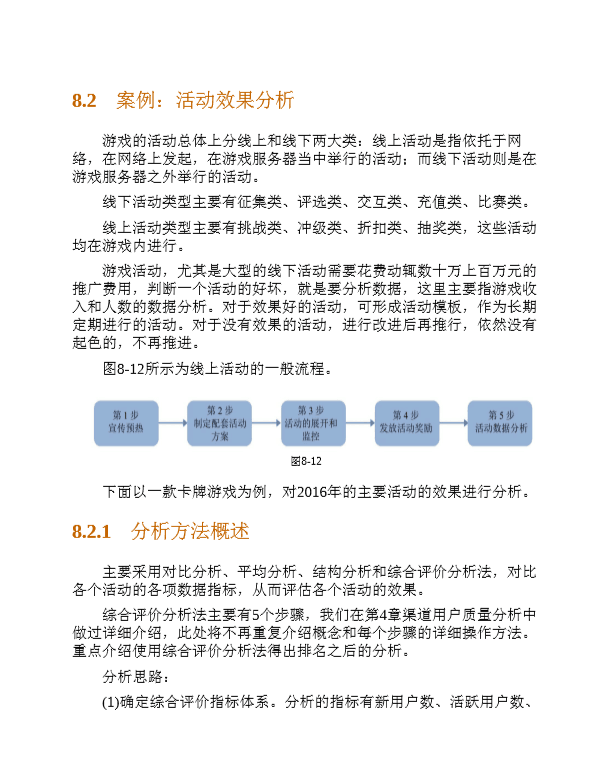 8.2 案例：活动效果分析
游戏的活动总体上分线上和线下两大类：线上活动是指依托于网
络，在网络上发起，在游戏服务器当中举行的活动；而线下活动则是在
游戏服务器之外举行的活动。
线下活动类型主要有征集类、评选类、交互类、充值类、比赛类。
线上活动类型主要有挑战类、冲级类、折扣类、抽奖类，这些活动
均在游戏内进行。
游戏活动，尤其是大型的线下活动需要花费动辄数十万上百万元的
推广费用，判断一个活动的好坏，就是要分析数据，这里主要指游戏收
入和人数的数据分析。对于效果好的活动，可形成活动模板，作为长期
定期进行的活动。对于没有效果的活动，进行改进后再推行，依然没有
起色的，不再推进。
图8-12所示为线上活动的一般流程。
第 1 步
宣传预热
第 2 步
制定配套活动
方案
第 3 步
活动的展开和
监控
第 4 步
发放活动奖励
第 5 步
活动数据分析
图8-12
下面以一款卡牌游戏为例，对2016年的主要活动的效果进行分析。
8.2.1 分析方法概述
主要采用对比分析、平均分析、结构分析和综合评价分析法，对比
各个活动的各项数据指标，从而评估各个活动的效果。
综合评价分析法主要有5个步骤，我们在第4章渠道用户质量分析中
做过详细介绍，此处将不再重复介绍概念和每个步骤的详细操作方法。
重点介绍使用综合评价分析法得出排名之后的分析。
分析思路：
(1)确定综合评价指标体系。分析的指标有新用户数、活跃用户数、